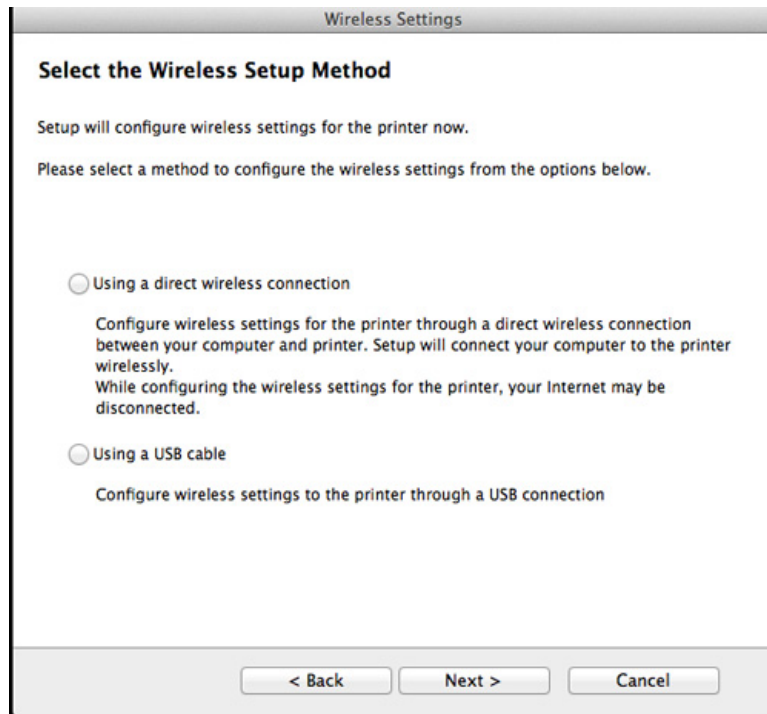 Wireless Settings
Select the Wireless Setup Method
Setup will configure wireless settings for the printer now.
Please select a method to configure the wireless settings from the options below.
Using a direct wireless connection
Configure wireless settings for the printer through a direct wireless connection
between your computer and printer. Setup will connect your computer to the printer
wirelessly.
While configuring the wireless settings for the printer, your Internet may be
disconnected.
Using a USB cable
Configure wireless settings to the printer through a USB connection
< Back Next > Cancel